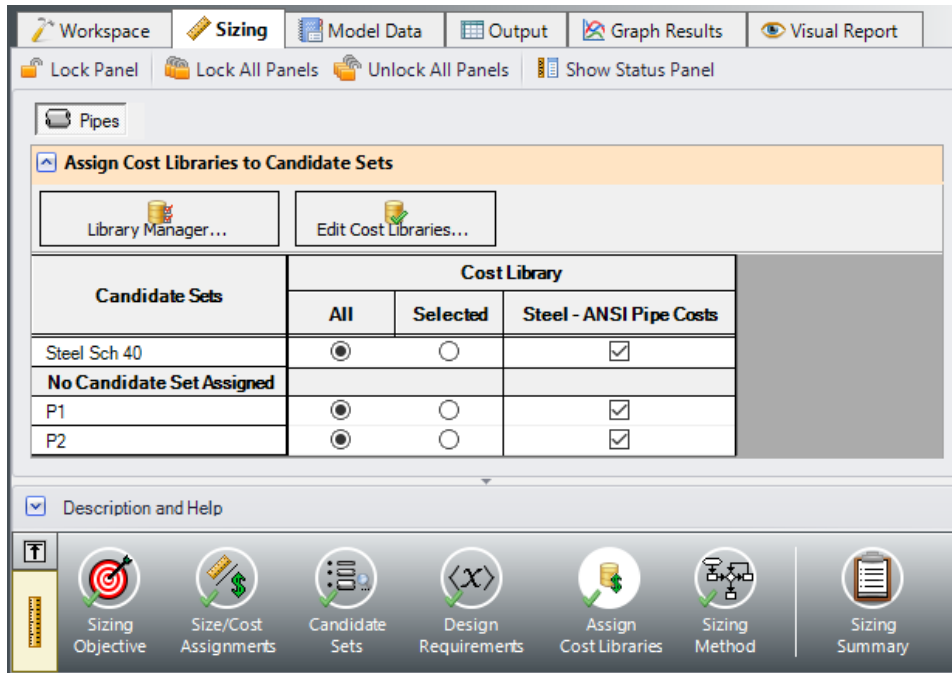 Workspace Sizing Model Data Output Graph Results Visual Report
Lock Panel Lock All Panels Unlock All Panels Show Status Panel
Pipes
Assign Cost Libraries to Candidate Sets
Library Manager... Edit Cost Libraries...
Candidate Sets
Cost Library
All Selected Steel - ANSI Pipe Costs
Steel Sch 40
No Candidate Set Assigned
P1
P2
Description and Help
Sizing Objective
Size/Cost Assignments
Candidate Sets
⟨X⟩
Design Requirements
Assign Cost Libraries
Sizing Method
Sizing Summary